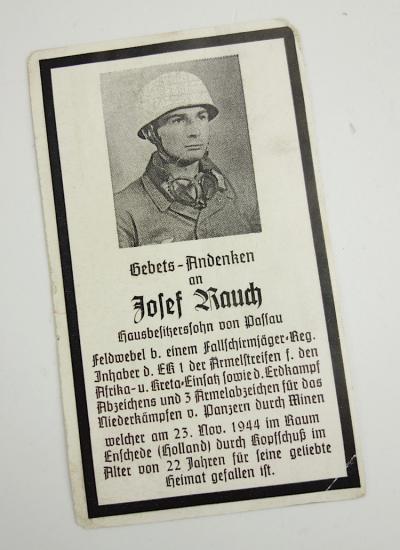 Gebets-Andenken
an
Josef Rauch
Hausbesitzersohn von Passau
Feldwebel b. einem Fallschirmjäger-Reg.
Inhaber d. EK 1 der Ärmelstreifen f. den
Afrika- u. Kreta-Einsatz sowie d. Erdkampf
Abzeichens und 3 Ärmelabzeichen für das
Niederkämpfen v. Panzern durch Minen
welcher am 23. Nov. 1944 im Raum
Enschede (Holland) durch Kopfschuß im
Alter von 22 Jahren für seine geliebte
Heimat gefallen ist.